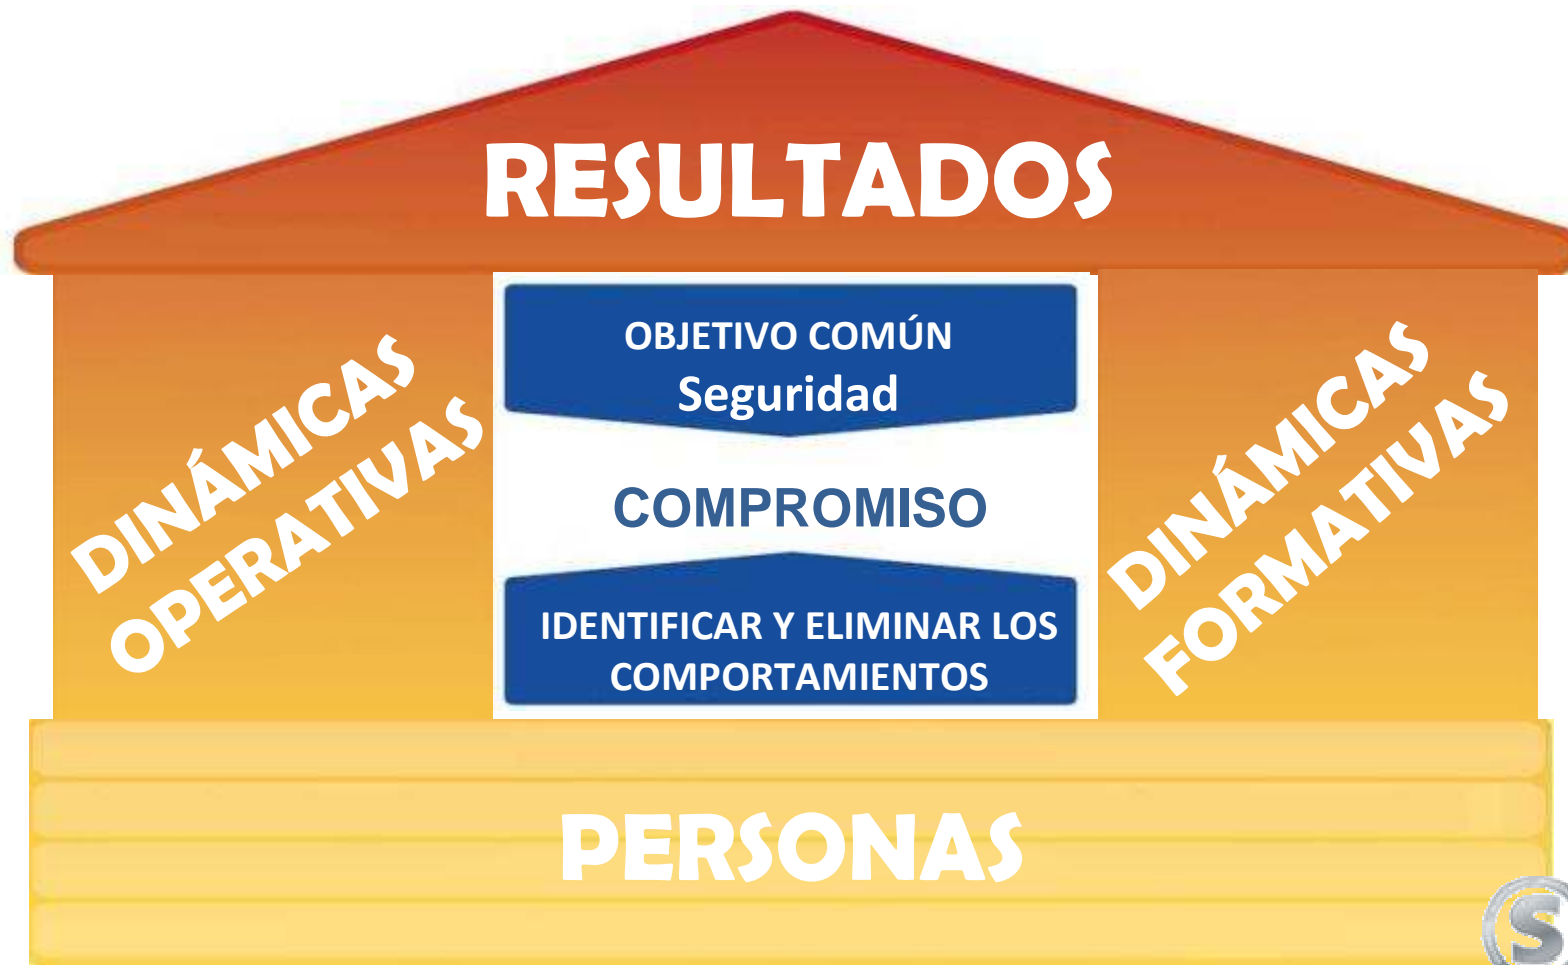 RESULTADOS
OBJETIVO COMÚN
Seguridad
DINÁMICAS
OPERATIVAS
COMPROMISO
DINÁMICAS
FORMATIVAS
IDENTIFICAR Y ELIMINAR LOS
COMPORTAMIENTOS
PERSONAS
S